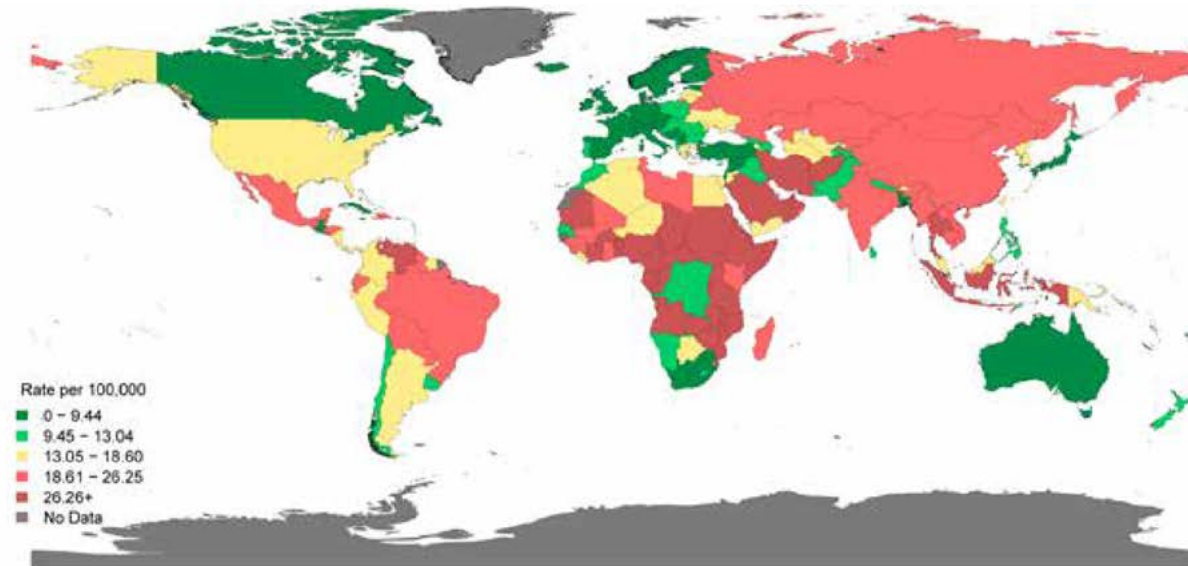 Rate per 100,000
.0 – 9.44
9.45 – 13.04
13.05 – 18.60
18.61 – 26.25
26.26+
No Data